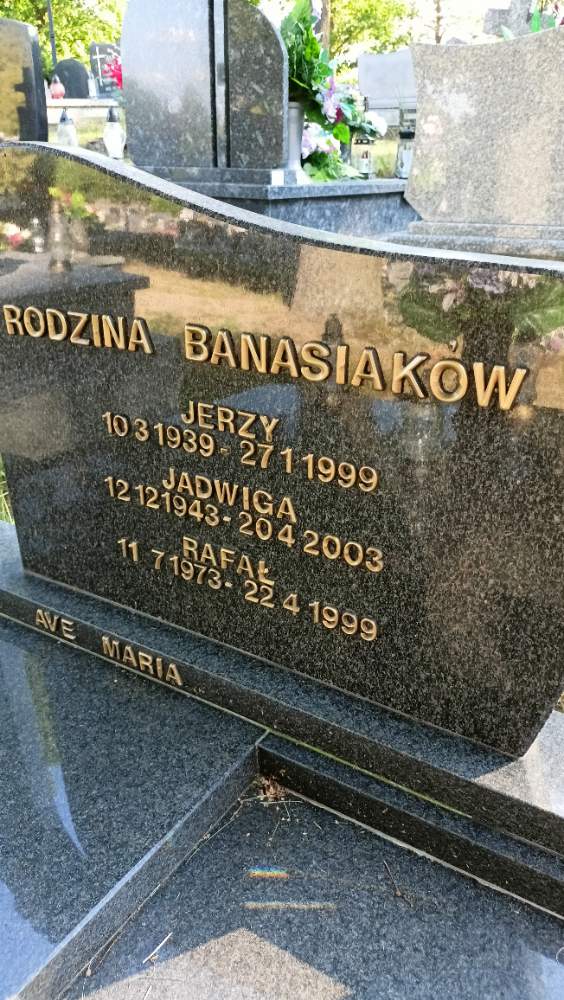 RODZINA BANASIAKÓW
JERZY
10 3 1939 - 27 1 1999
JADWIGA
12 12 1943 - 20 4 2003
RAFAŁ
11 7 1973 - 22 4 1999
AVE MARIA